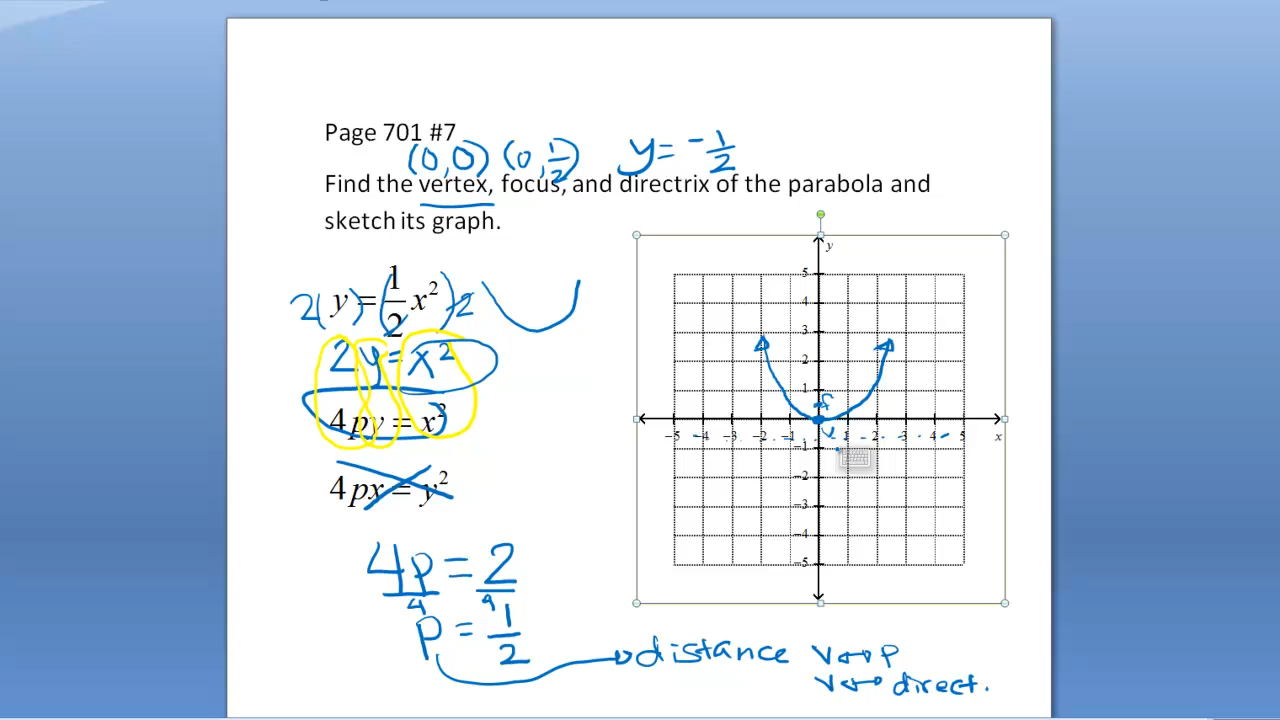 Page 701 #7
(0,0) (0,1/2) y = -1/2
Find the vertex, focus, and directrix of the parabola and
sketch its graph.
2(y) = (1/2 x²)2
2y = x²
4py = x²
4px = y²
4p = 2
4 4
p = 1/2
distance V↔P
V↔ direct.
y
5
4
3
2
1
f
-5 -4 -3 -2 -1 V 1 2 3 4 5 x
-1
-2
-3
-4
-5